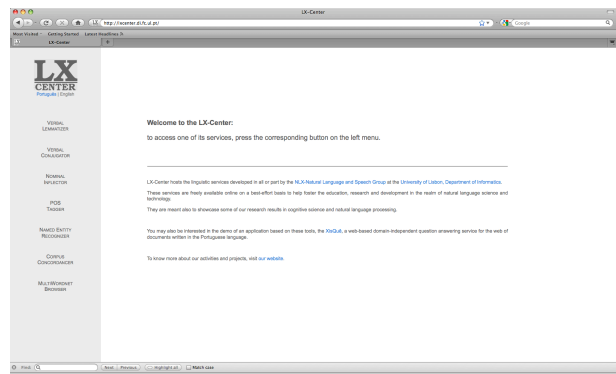 LX-Center
http://lxcenter.di.fc.ul.pt/
Google
Most Visited Getting Started Latest Headlines
LX-Center
LX
CENTER
Português | English
VERBAL
LEMMATIZER
VERBAL
CONJUGATOR
NOMINAL
INFLECTOR
POS
TAGGER
NAMED ENTITY
RECOGNIZER
CORPUS
CONCORDANCER
MULTIWORDNET
BROWSER
Welcome to the LX-Center:
to access one of its services, press the corresponding button on the left menu.
LX-Center hosts the linguistic services developed in all or part by the NLX-Natural Language and Speech Group at the University of Lisbon, Department of Informatics.
These services are freely available online on a best-effort basis to help foster the education, research and development in the realm of natural language science and
technology.
They are meant also to showcase some of our research results in cognitive science and natural language processing.
You may also be interested in the demo of an application based on these tools, the XisQuê, a web-based domain-independent question answering service for the web of
documents written in the Portuguese language.
To know more about our activities and projects, visit our website.
Find: Next Previous Highlight all Match case